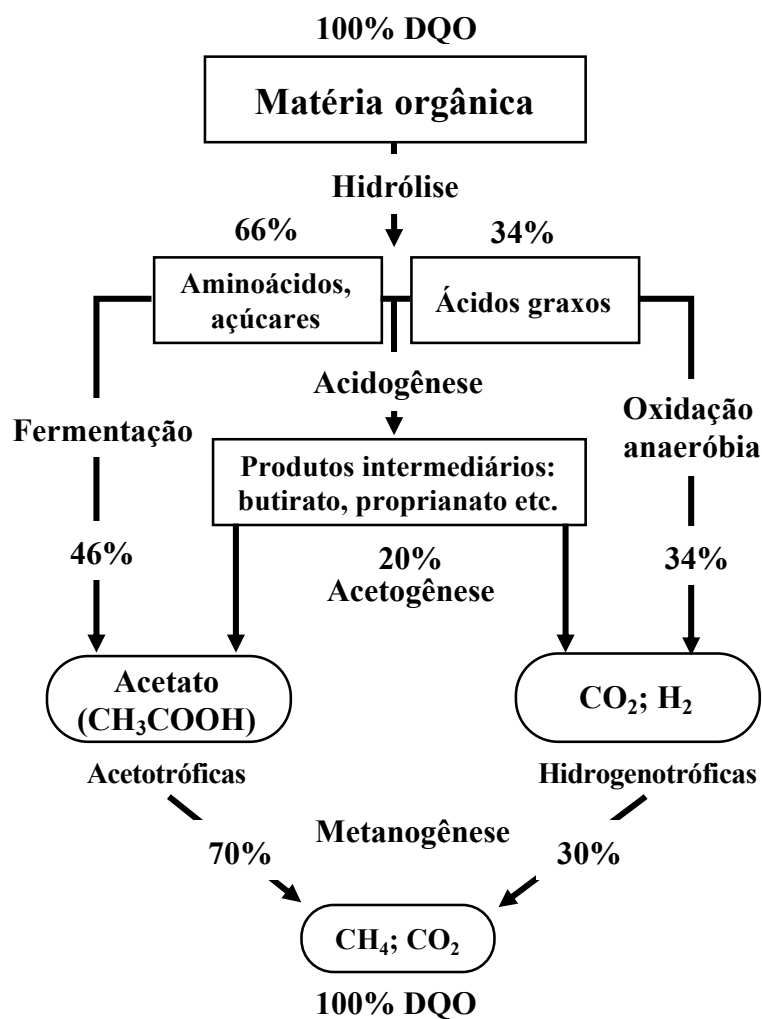 100% DQO
Matéria orgânica
Hidrólise
66%
34%
Aminoácidos,
açúcares
Ácidos graxos
Acidogênese
Fermentação
Oxidação
anaeróbia
Produtos intermediários:
butirato, proprianato etc.
46%
20%
34%
Acetogênese
Acetato
(CH₃COOH)
CO₂; H₂
Acetotróficas
Hidrogenotróficas
Metanogênese
70%
30%
CH₄; CO₂
100% DQO